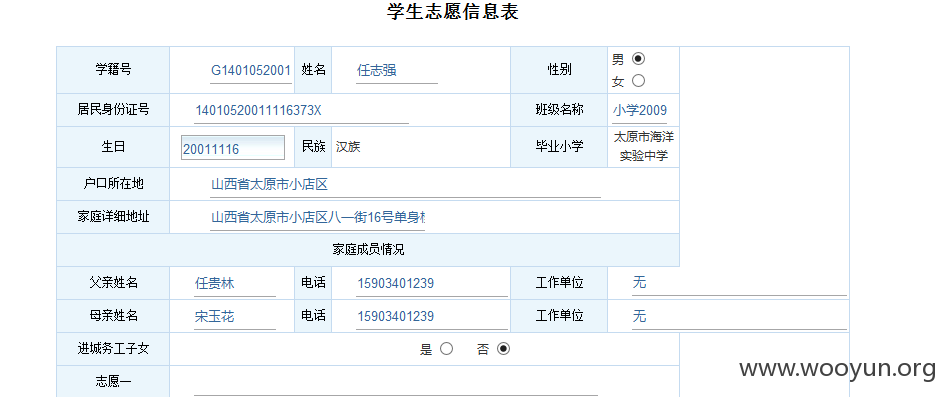 学生志愿信息表
学籍号 G1401052001 姓名 任志强 性别 男 女
居民身份证号 14010520011116373X 班级名称 小学2009
生日 20011116 民族 汉族 毕业小学 太原市海洋
实验中学
户口所在地 山西省太原市小店区
家庭详细地址 山西省太原市小店区八一街16号单身
家庭成员情况
父亲姓名 任贵林 电话 15903401239 工作单位 无
母亲姓名 宋玉花 电话 15903401239 工作单位 无
进城务工子女 是 否
志愿一
www.wooyun.org